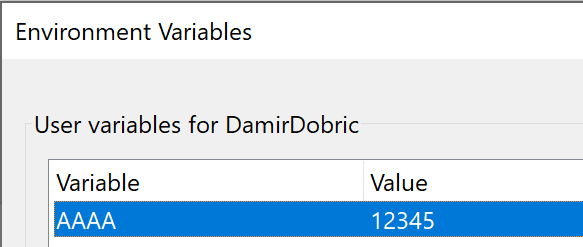 Environment Variables
User variables for DamirDobric
Variable Value
AAAA 12345